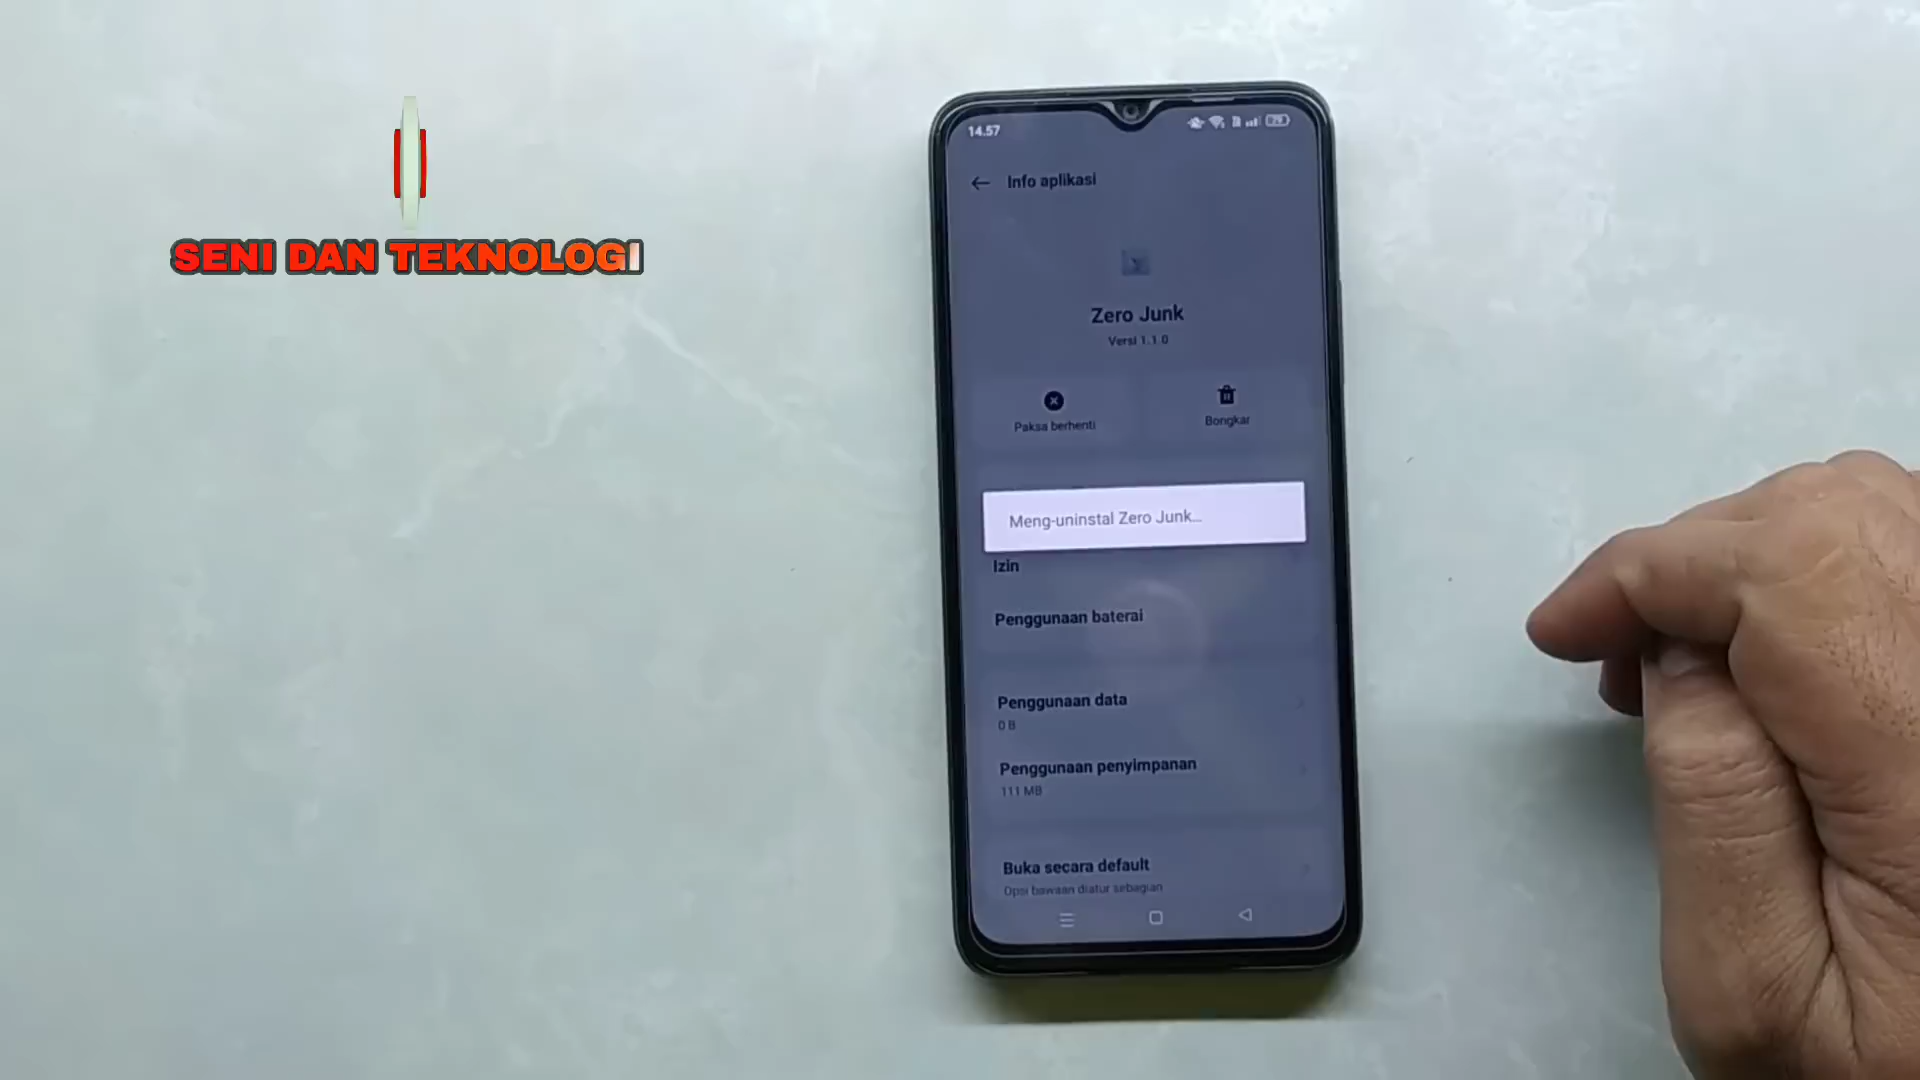 SENI DAN TEKNOLOGI
14.57
79
Info aplikasi
Zero Junk
Versi 1.1.0
Paksa berhenti
Bongkar
Meng-uninstal Zero Junk...
Izin
Penggunaan baterai
Penggunaan data
0 B
Penggunaan penyimpanan
111 MB
Buka secara default
Opsi bawaan diatur sebagian